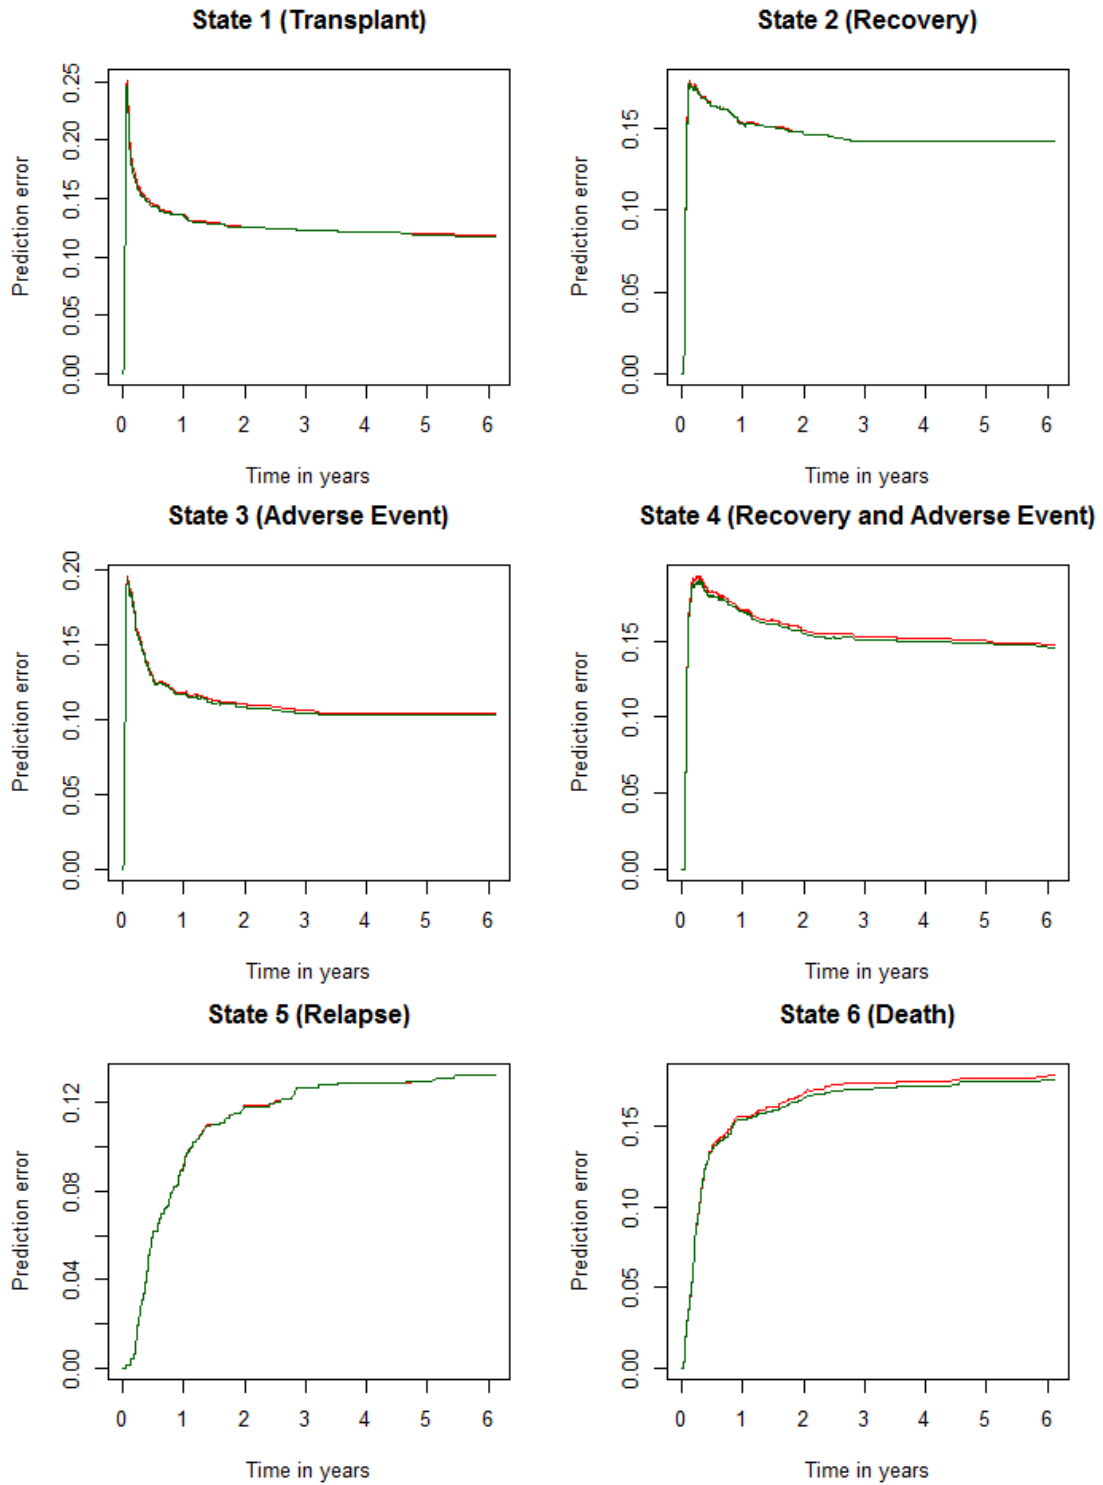 State 1 (Transplant)
Prediction error
0.00 0.05 0.10 0.15 0.20 0.25
0 1 2 3 4 5 6
Time in years
State 2 (Recovery)
Prediction error
0.00 0.05 0.10 0.15
0 1 2 3 4 5 6
Time in years
State 3 (Adverse Event)
Prediction error
0.00 0.05 0.10 0.15 0.20
0 1 2 3 4 5 6
Time in years
State 4 (Recovery and Adverse Event)
Prediction error
0.00 0.05 0.10 0.15
0 1 2 3 4 5 6
Time in years
State 5 (Relapse)
Prediction error
0.00 0.04 0.08 0.12
0 1 2 3 4 5 6
Time in years
State 6 (Death)
Prediction error
0.00 0.05 0.10 0.15
0 1 2 3 4 5 6
Time in years